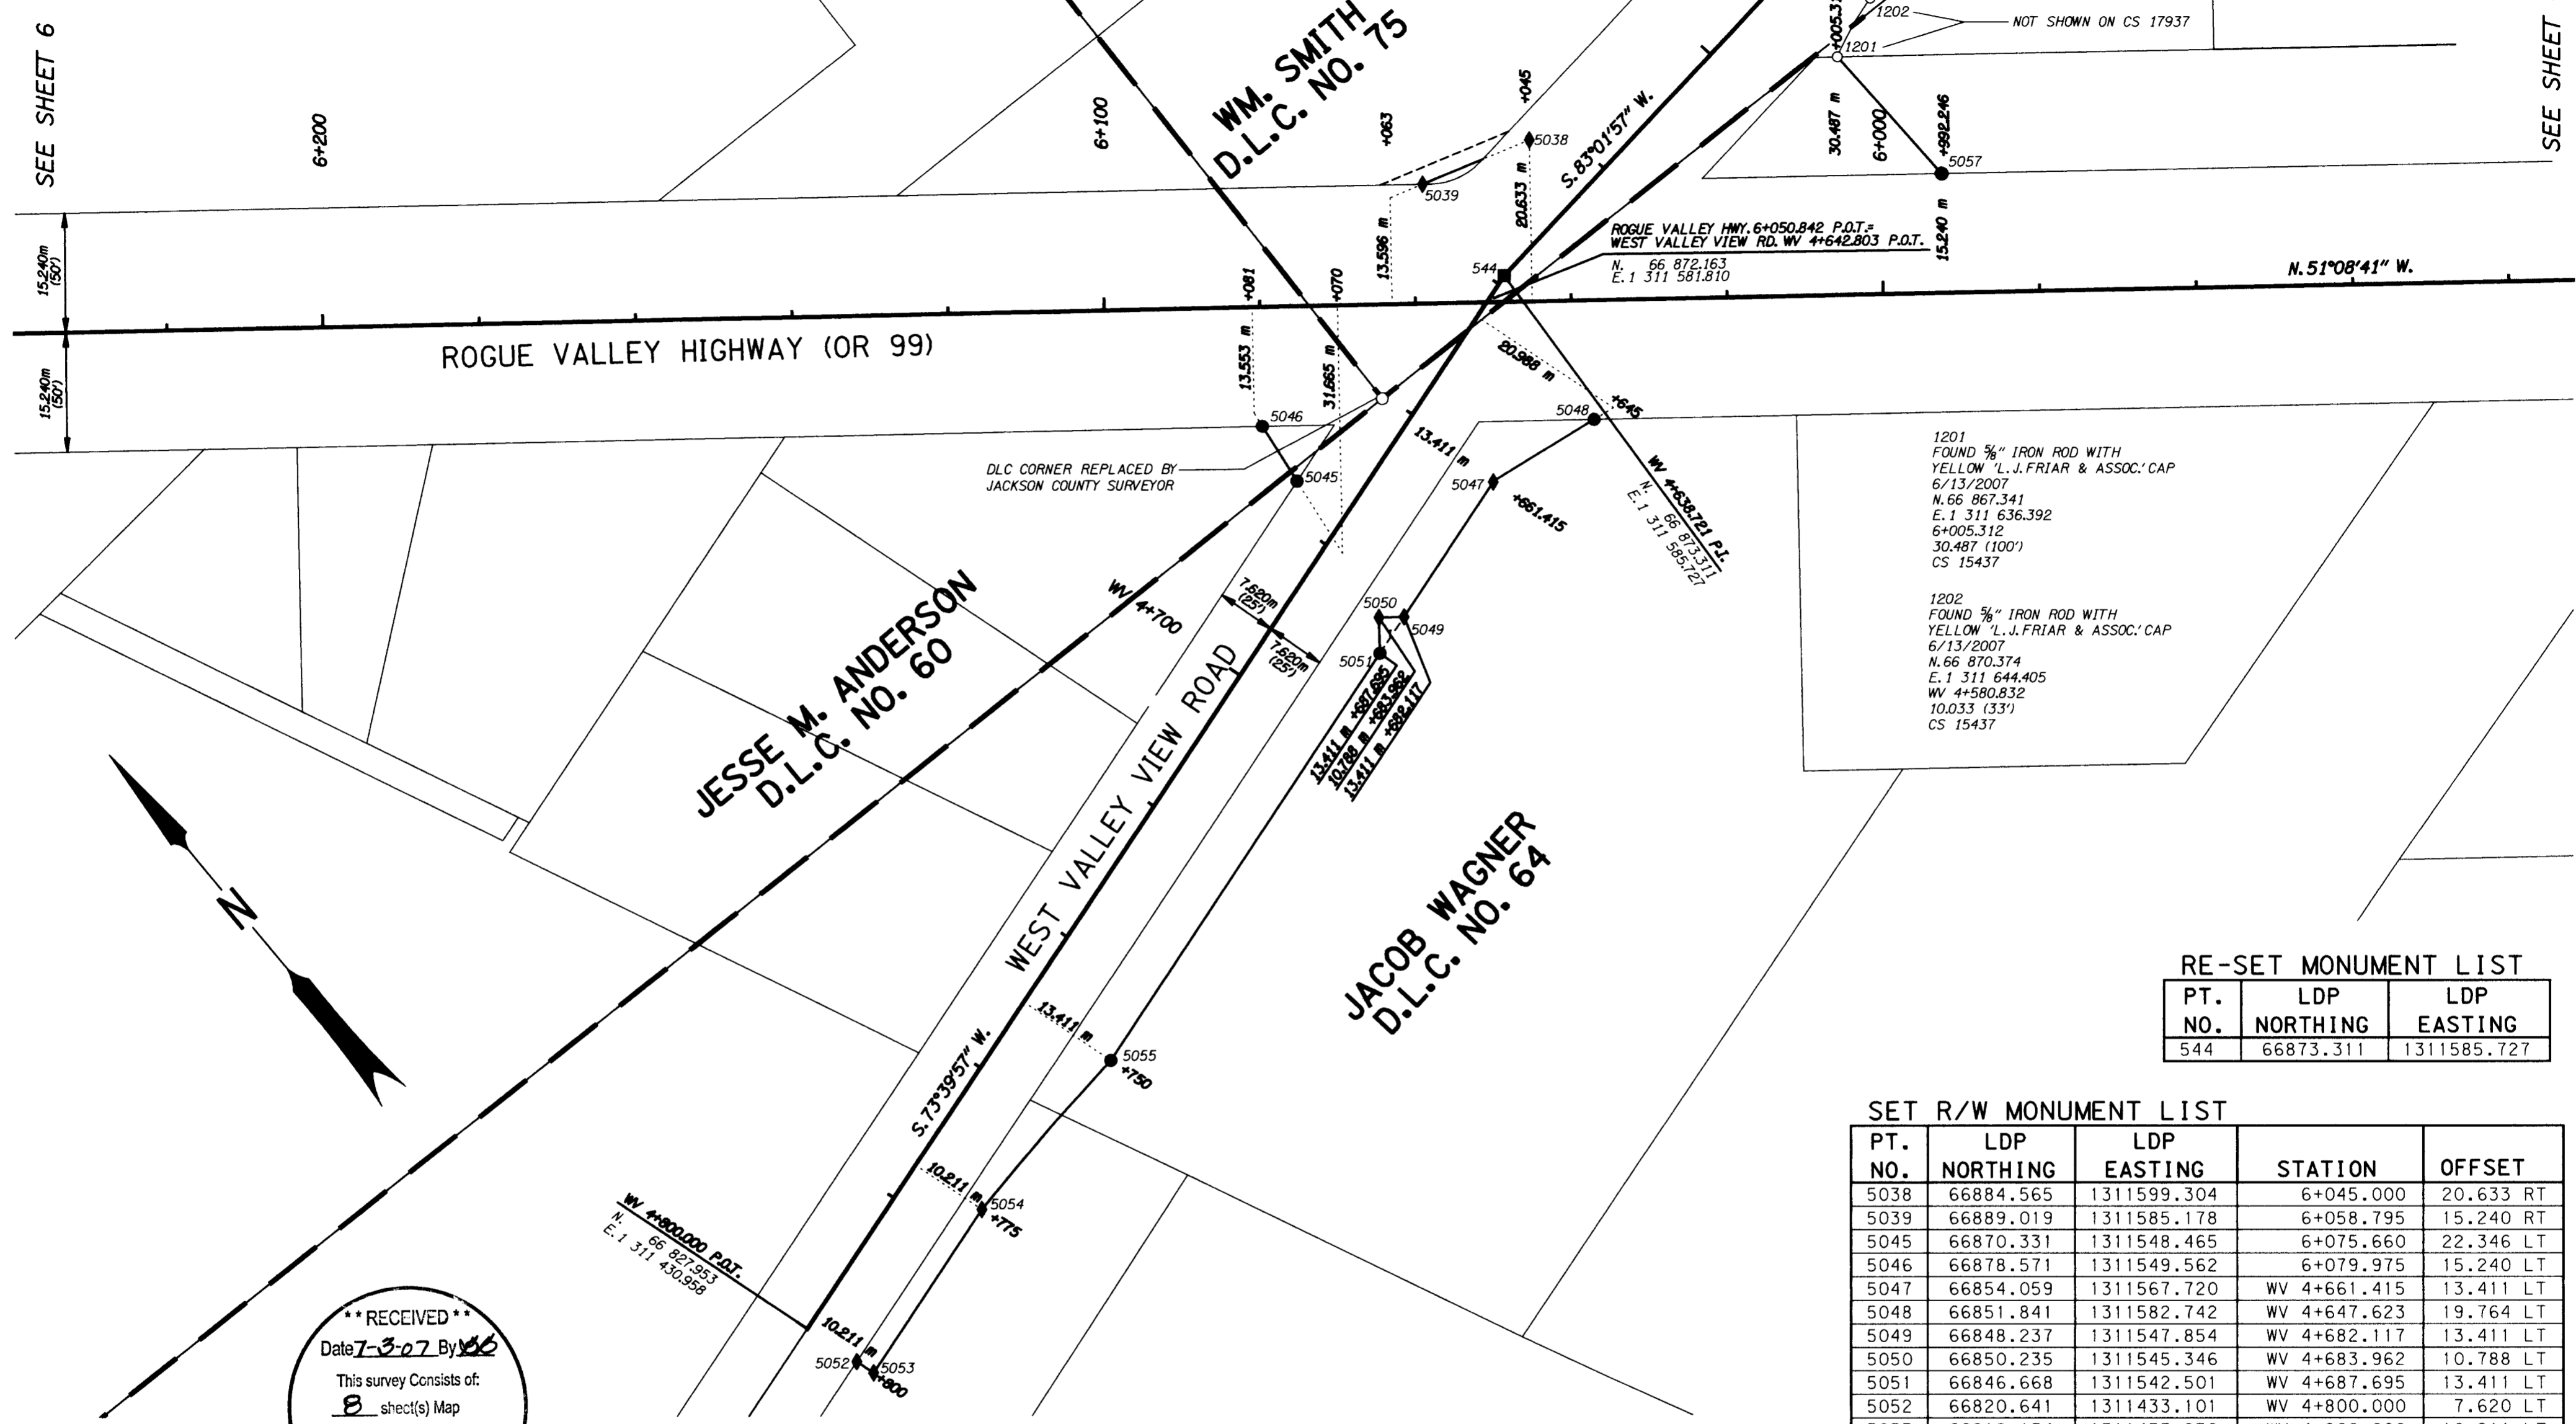 SEE SHEET 6
6+200
6+100
WM. SMITH
D.L.C. NO. 75
+063
+045
5038
5039
13.596 m
20.633 m
S. 83°01'57" W.
+005.31
1202
1201
NOT SHOWN ON CS 17937
30.487 m
6+000
+992.246
5057
15.240 m
SEE SHEET
ROGUE VALLEY HWY. 6+050.842 P.O.T.=
WEST VALLEY VIEW RD. WV 4+642.803 P.O.T.
N. 66 872.163
E. 1 311 581.810
544
N. 51°08'41" W.
15.240m
(50')
15.240m
(50')
ROGUE VALLEY HIGHWAY (OR 99)
+081
+070
13.553 m
31.665 m
5046
5045
DLC CORNER REPLACED BY
JACKSON COUNTY SURVEYOR
20.988 m
5048
+645
13.411 m
5047
+661.415
WV 4+638.721 P.I.
N. 66 873.311
E. 1 311 585.727
1201
FOUND 5/8" IRON ROD WITH
YELLOW 'L.J.FRIAR & ASSOC.' CAP
6/13/2007
N. 66 867.341
E. 1 311 636.392
6+005.312
30.487 (100')
CS 15437
1202
FOUND 5/8" IRON ROD WITH
YELLOW 'L.J.FRIAR & ASSOC.' CAP
6/13/2007
N. 66 870.374
E. 1 311 644.405
WV 4+580.832
10.033 (33')
CS 15437
WV 4+700
7.620m
(25')
7.620m
(25')
5050
5049
5051
13.411 m +687.695
10.788 m +683.962
13.411 m +682.117
JESSE M. ANDERSON
D.L.C. NO. 60
WEST VALLEY VIEW ROAD
JACOB WAGNER
D.L.C. NO. 64
N
S. 73°39'57" W.
13.411 m
5055
+750
10.211 m
5054
+775
WV 4+800.000 P.O.T.
N. 66 827.953
E. 1 311 430.958
10.211 m
5052
5053
+800
**RECEIVED**
Date 7-3-07 By
This survey Consists of:
8 sheet(s) Map
RE-SET MONUMENT LIST
PT. LDP LDP
NO. NORTHING EASTING
544 66873.311 1311585.727
SET R/W MONUMENT LIST
PT. LDP LDP
NO. NORTHING EASTING STATION OFFSET
5038 66884.565 1311599.304 6+045.000 20.633 RT
5039 66889.019 1311585.178 6+058.795 15.240 RT
5045 66870.331 1311548.465 6+075.660 22.346 LT
5046 66878.571 1311549.562 6+079.975 15.240 LT
5047 66854.059 1311567.720 WV 4+661.415 13.411 LT
5048 66851.841 1311582.742 WV 4+647.623 19.764 LT
5049 66848.237 1311547.854 WV 4+682.117 13.411 LT
5050 66850.235 1311545.346 WV 4+683.962 10.788 LT
5051 66846.668 1311542.501 WV 4+687.695 13.411 LT
5052 66820.641 1311433.101 WV 4+800.000 7.620 LT